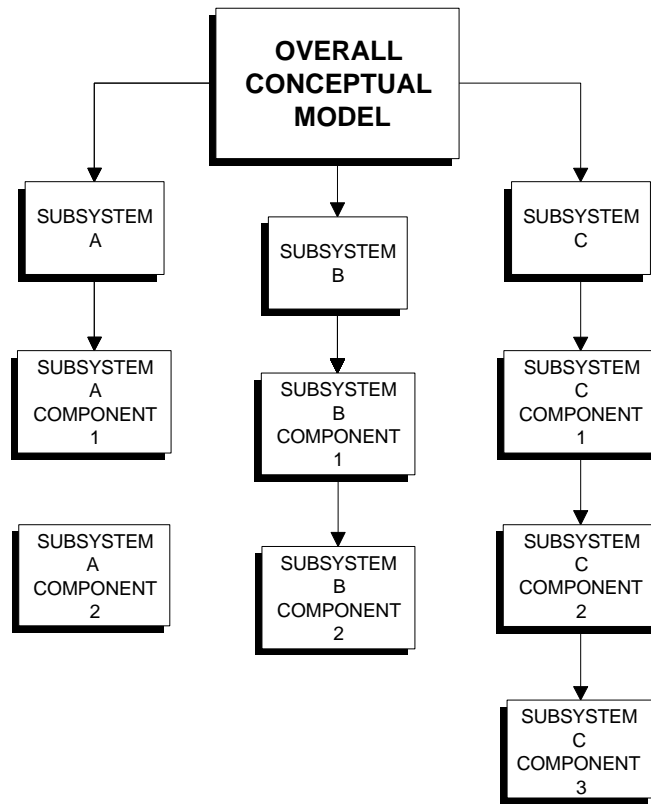 OVERALL
CONCEPTUAL
MODEL
SUBSYSTEM
A
SUBSYSTEM
B
SUBSYSTEM
C
SUBSYSTEM
A
COMPONENT
1
SUBSYSTEM
B
COMPONENT
1
SUBSYSTEM
C
COMPONENT
1
SUBSYSTEM
A
COMPONENT
2
SUBSYSTEM
B
COMPONENT
2
SUBSYSTEM
C
COMPONENT
2
SUBSYSTEM
C
COMPONENT
3